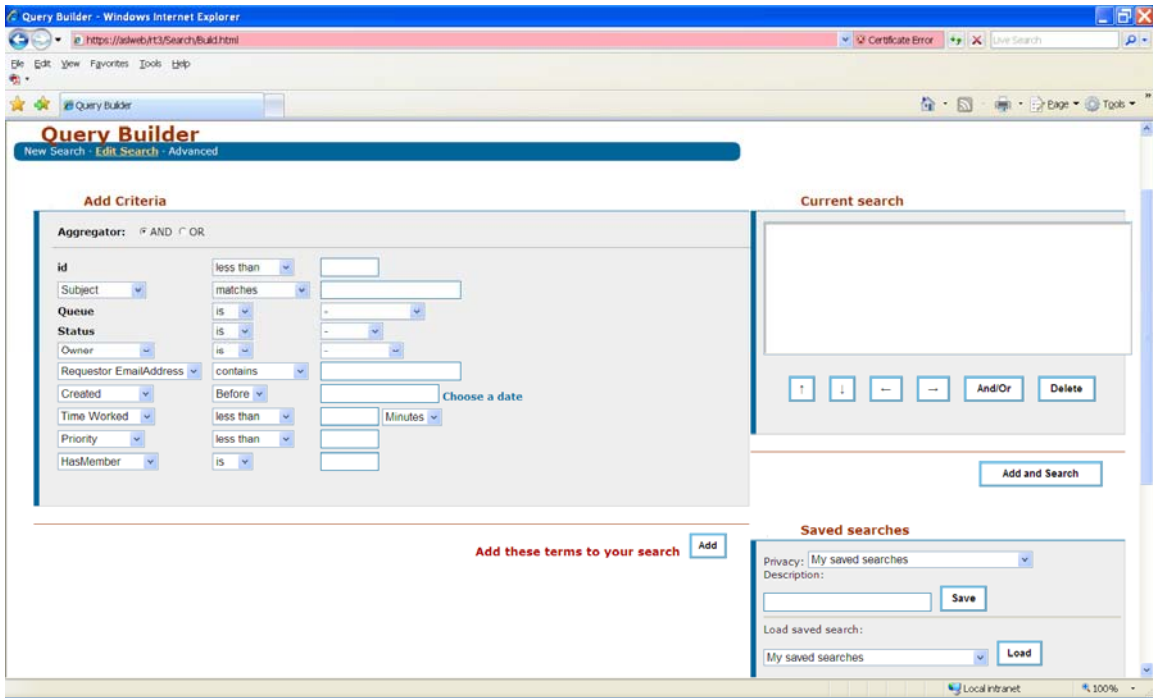 Query Builder - Windows Internet Explorer
https://aslweb/rt3/Search/Build.html Certificate Error Live Search
File Edit View Favorites Tools Help
Query Builder Page Tools
Query Builder
New Search · Edit Search · Advanced
Add Criteria
Aggregator: AND OR
id less than
Subject matches
Queue is -
Status is -
Owner is -
Requestor EmailAddress contains
Created Before Choose a date
Time Worked less than Minutes
Priority less than
HasMember is
Add these terms to your search Add
Current search
↑ ↓ ← → And/Or Delete
Add and Search
Saved searches
Privacy: My saved searches
Description:
Save
Load saved search:
My saved searches Load
Local intranet 100%